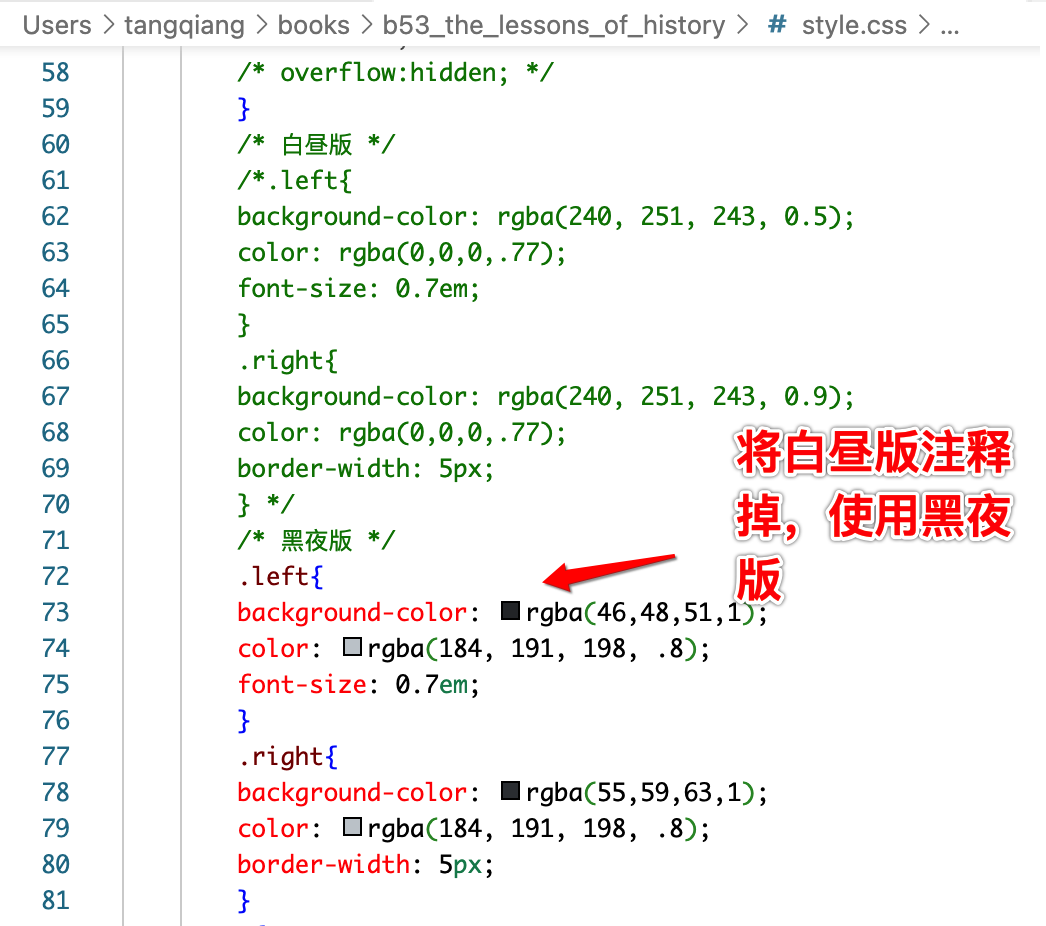 Users > tangqiang > books > b53_the_lessons_of_history > # style.css > ...
58 /* overflow:hidden; */
59 }
60 /* 白昼版 */
61 /*.left{
62 background-color: rgba(240, 251, 243, 0.5);
63 color: rgba(0,0,0,.77);
64 font-size: 0.7em;
65 }
66 .right{
67 background-color: rgba(240, 251, 243, 0.9);
68 color: rgba(0,0,0,.77);
69 border-width: 5px;
70 } */
71 /* 黑夜版 */
72 .left{
73 background-color: rgba(46,48,51,1);
74 color: rgba(184, 191, 198, .8);
75 font-size: 0.7em;
76 }
77 .right{
78 background-color: rgba(55,59,63,1);
79 color: rgba(184, 191, 198, .8);
80 border-width: 5px;
81 }
将白昼版注释
掉，使用黑夜
版